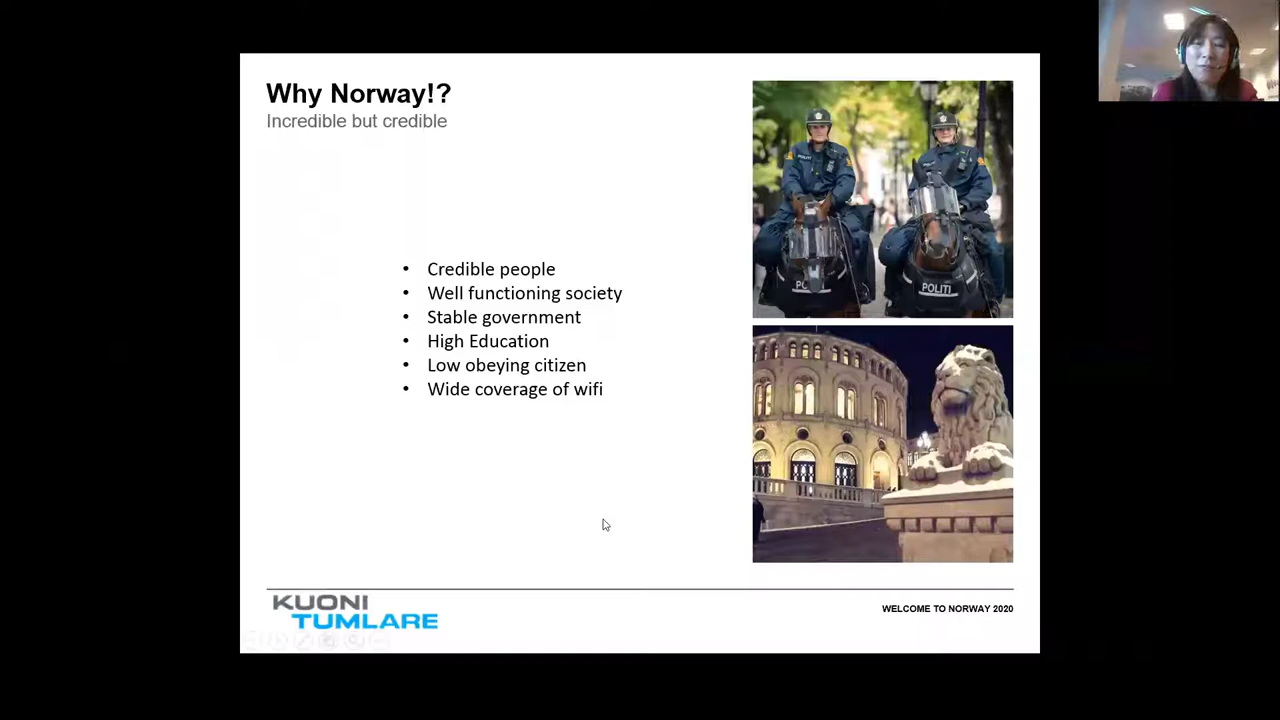 Why Norway!?
Incredible but credible
• Credible people
• Well functioning society
• Stable government
• High Education
• Low obeying citizen
• Wide coverage of wifi
POLITI
POLITI
POLITI
KUONI
TUMLARE
WELCOME TO NORWAY 2020